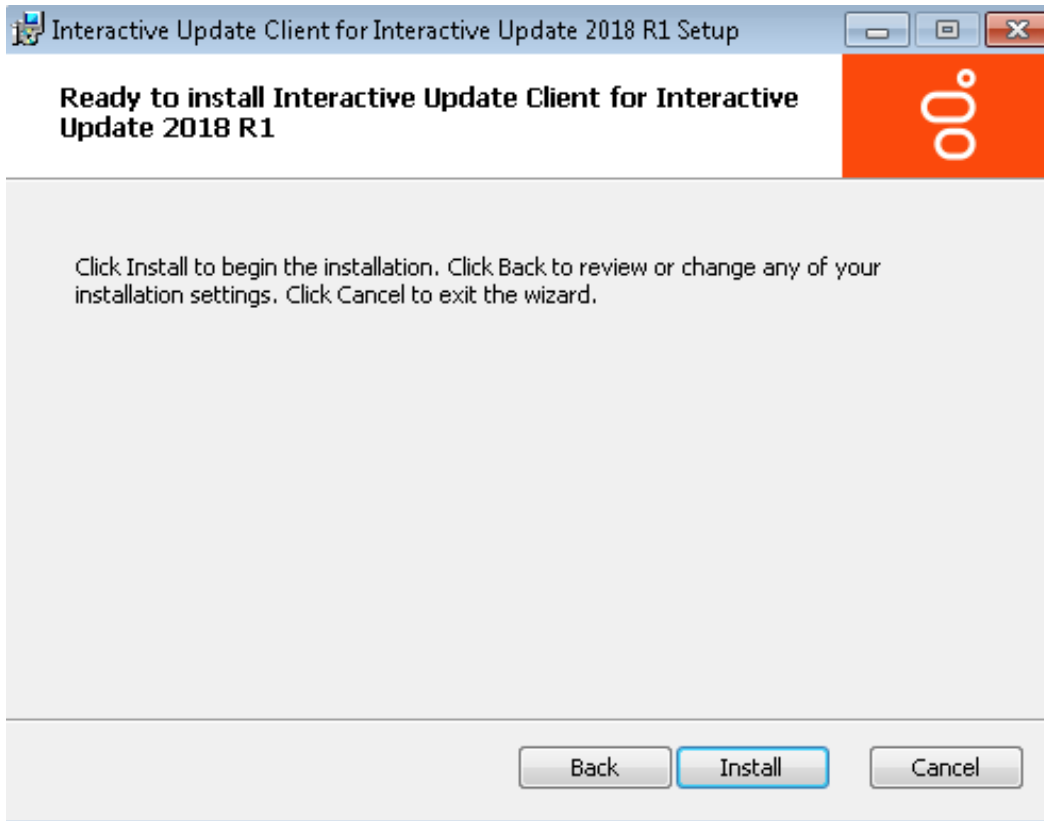 Interactive Update Client for Interactive Update 2018 R1 Setup
Ready to install Interactive Update Client for Interactive
Update 2018 R1
Click Install to begin the installation. Click Back to review or change any of your
installation settings. Click Cancel to exit the wizard.
Back
Install
Cancel